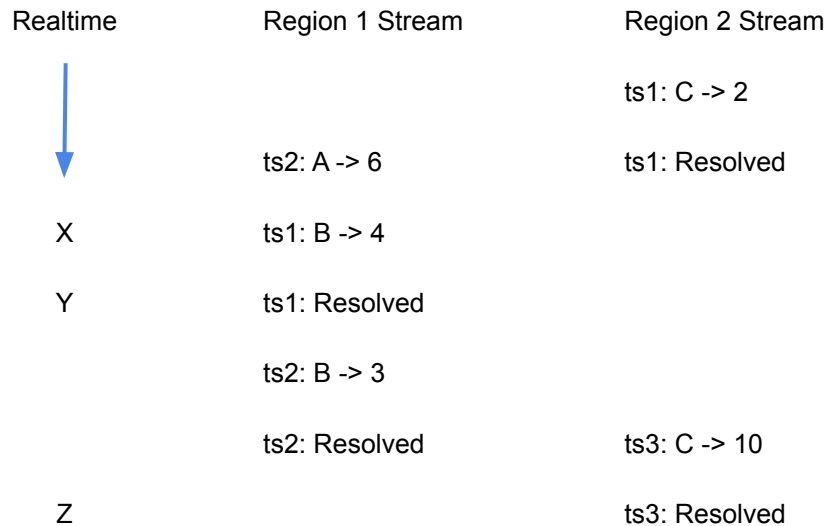 Realtime Region 1 Stream Region 2 Stream
ts1: C -> 2
ts2: A -> 6 ts1: Resolved
X ts1: B -> 4
Y ts1: Resolved
ts2: B -> 3
ts2: Resolved ts3: C -> 10
Z ts3: Resolved